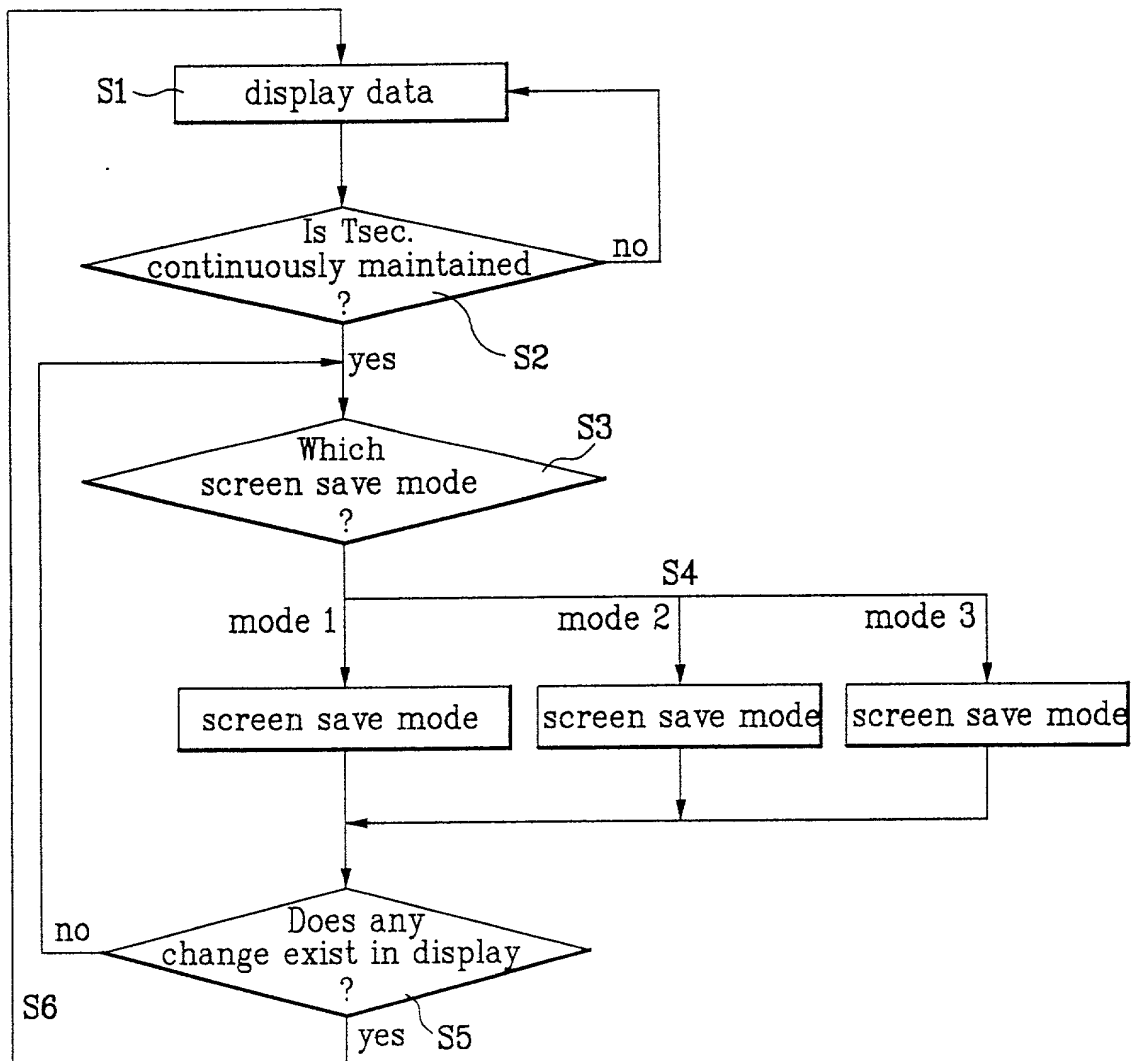 S1
display data
Is Tsec.
continuously maintained
?
no
S2
yes
S3
Which
screen save mode
?
S4
mode 1
mode 2
mode 3
screen save mode
screen save mode
screen save mode
Does any
change exist in display
?
no
S6
yes
S5